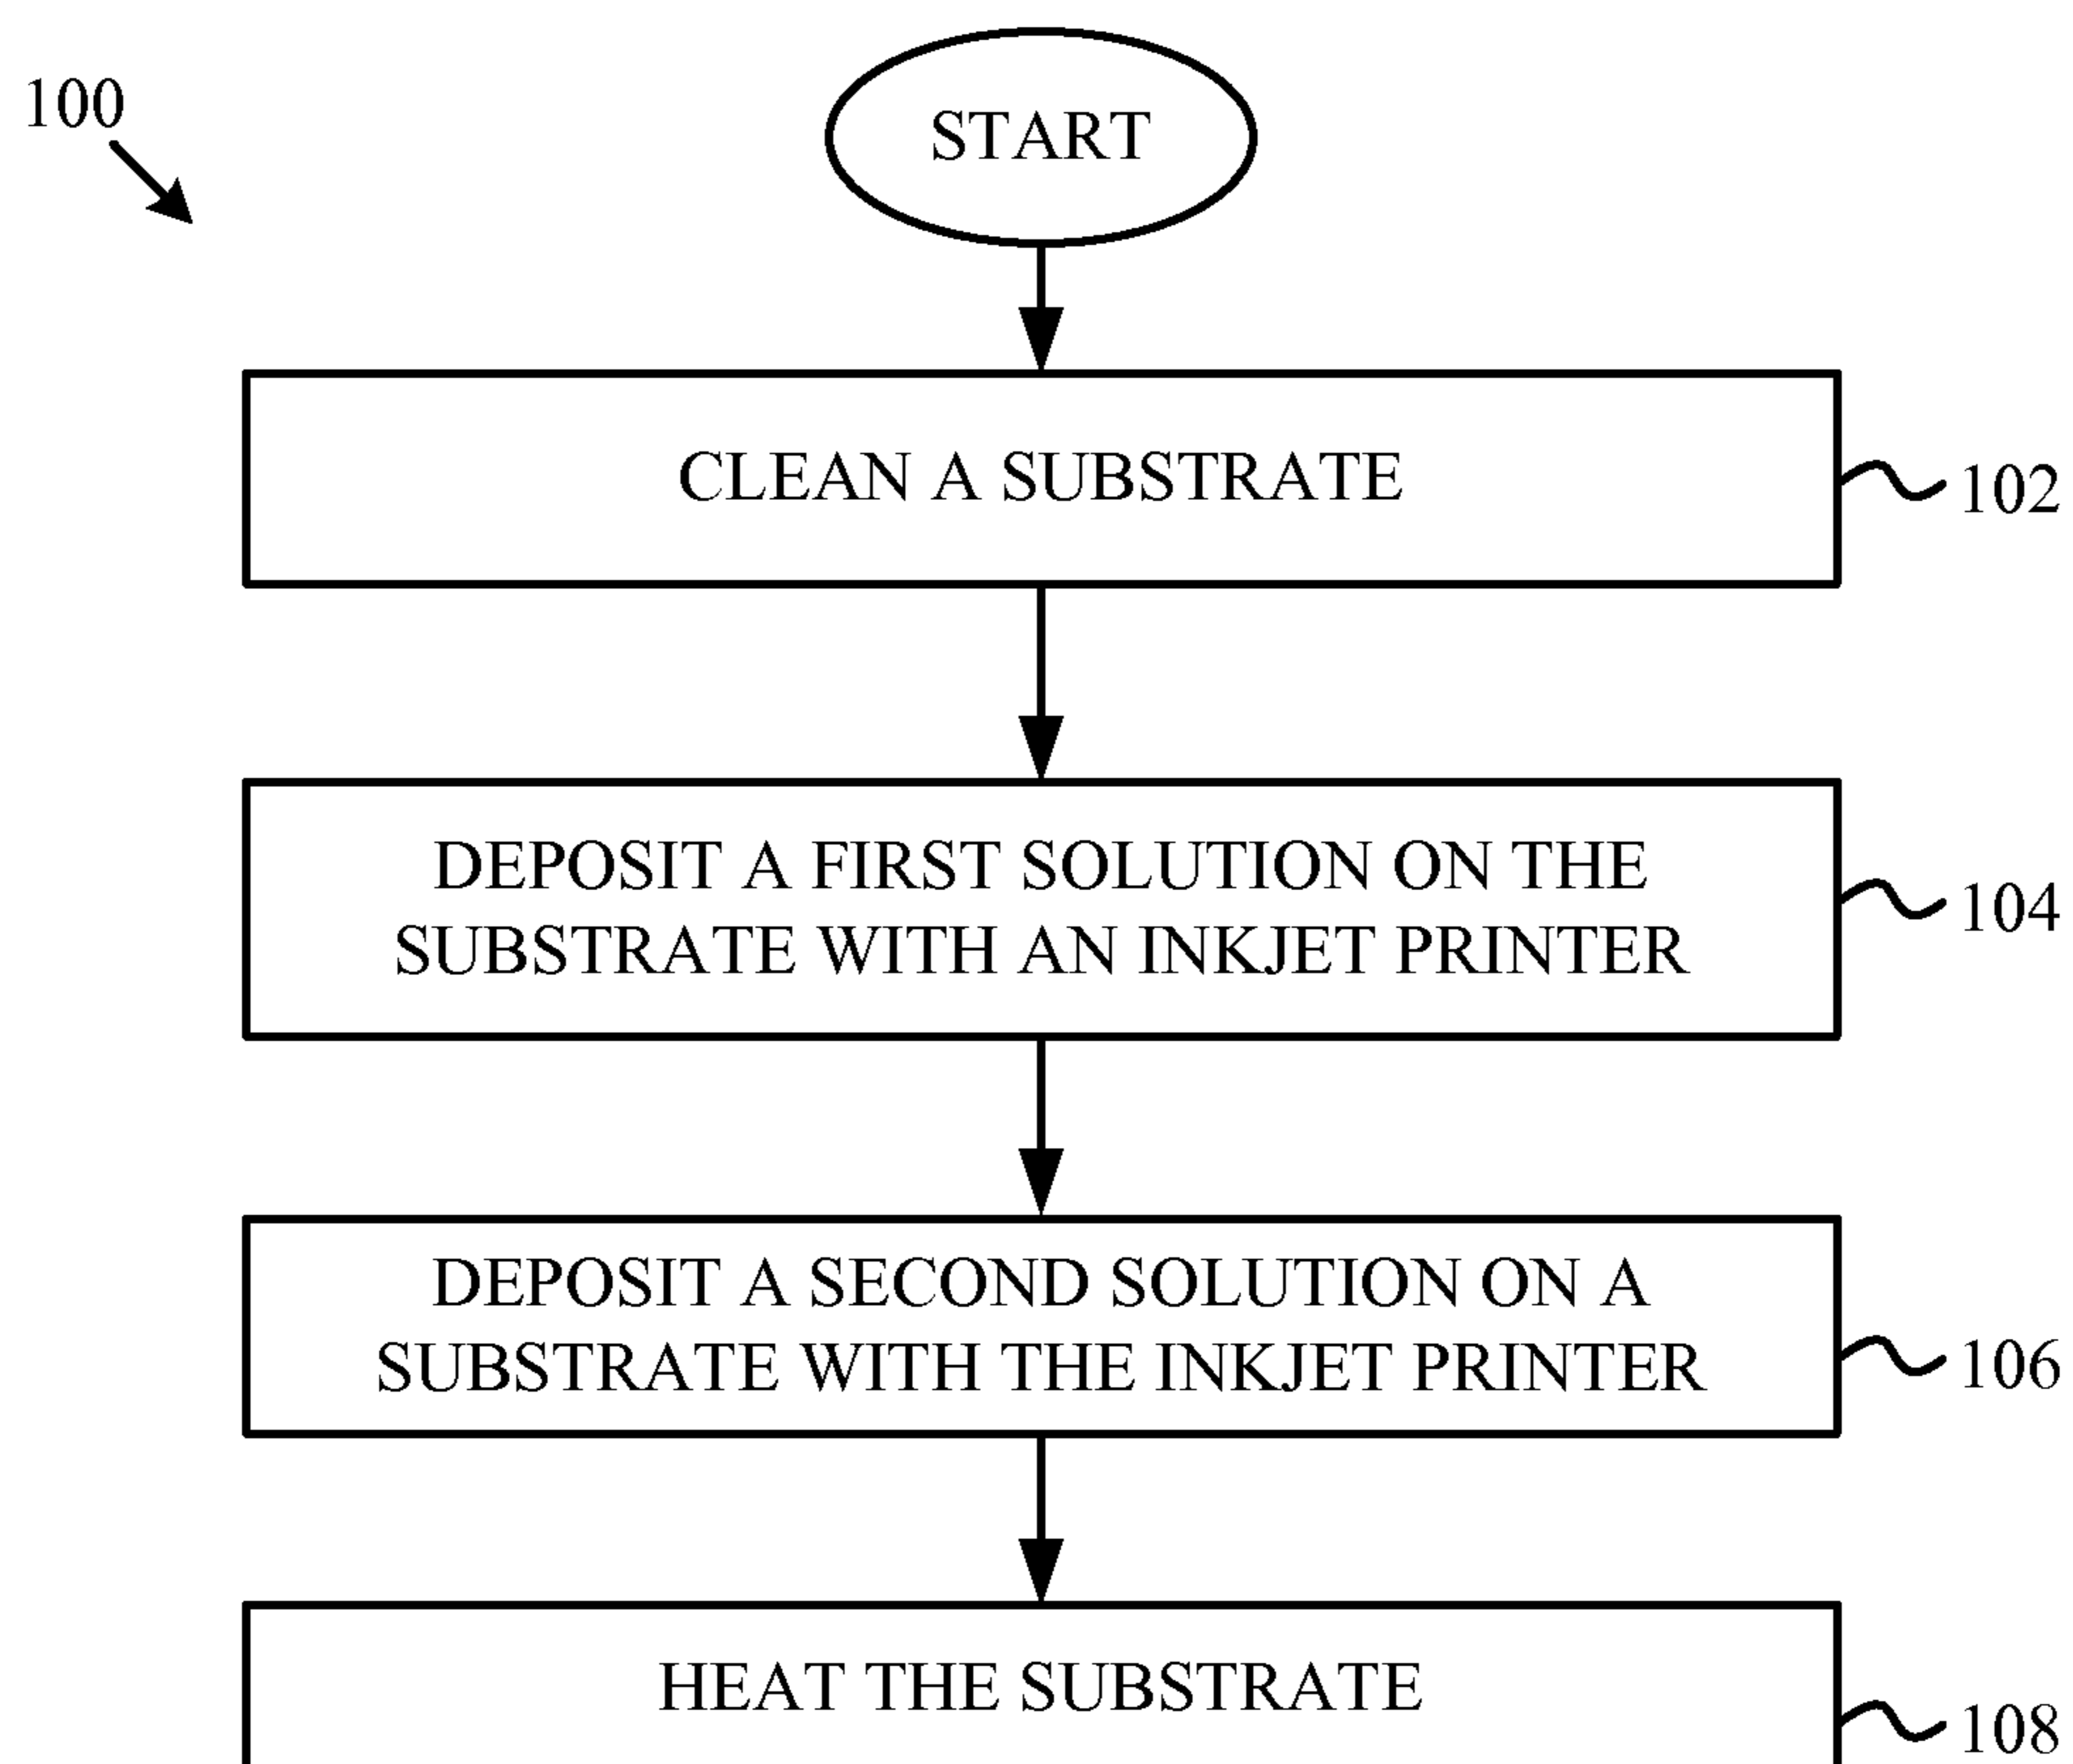 100
START
CLEAN A SUBSTRATE
102
DEPOSIT A FIRST SOLUTION ON THE
SUBSTRATE WITH AN INKJET PRINTER
104
DEPOSIT A SECOND SOLUTION ON A
SUBSTRATE WITH THE INKJET PRINTER
106
HEAT THE SUBSTRATE
108